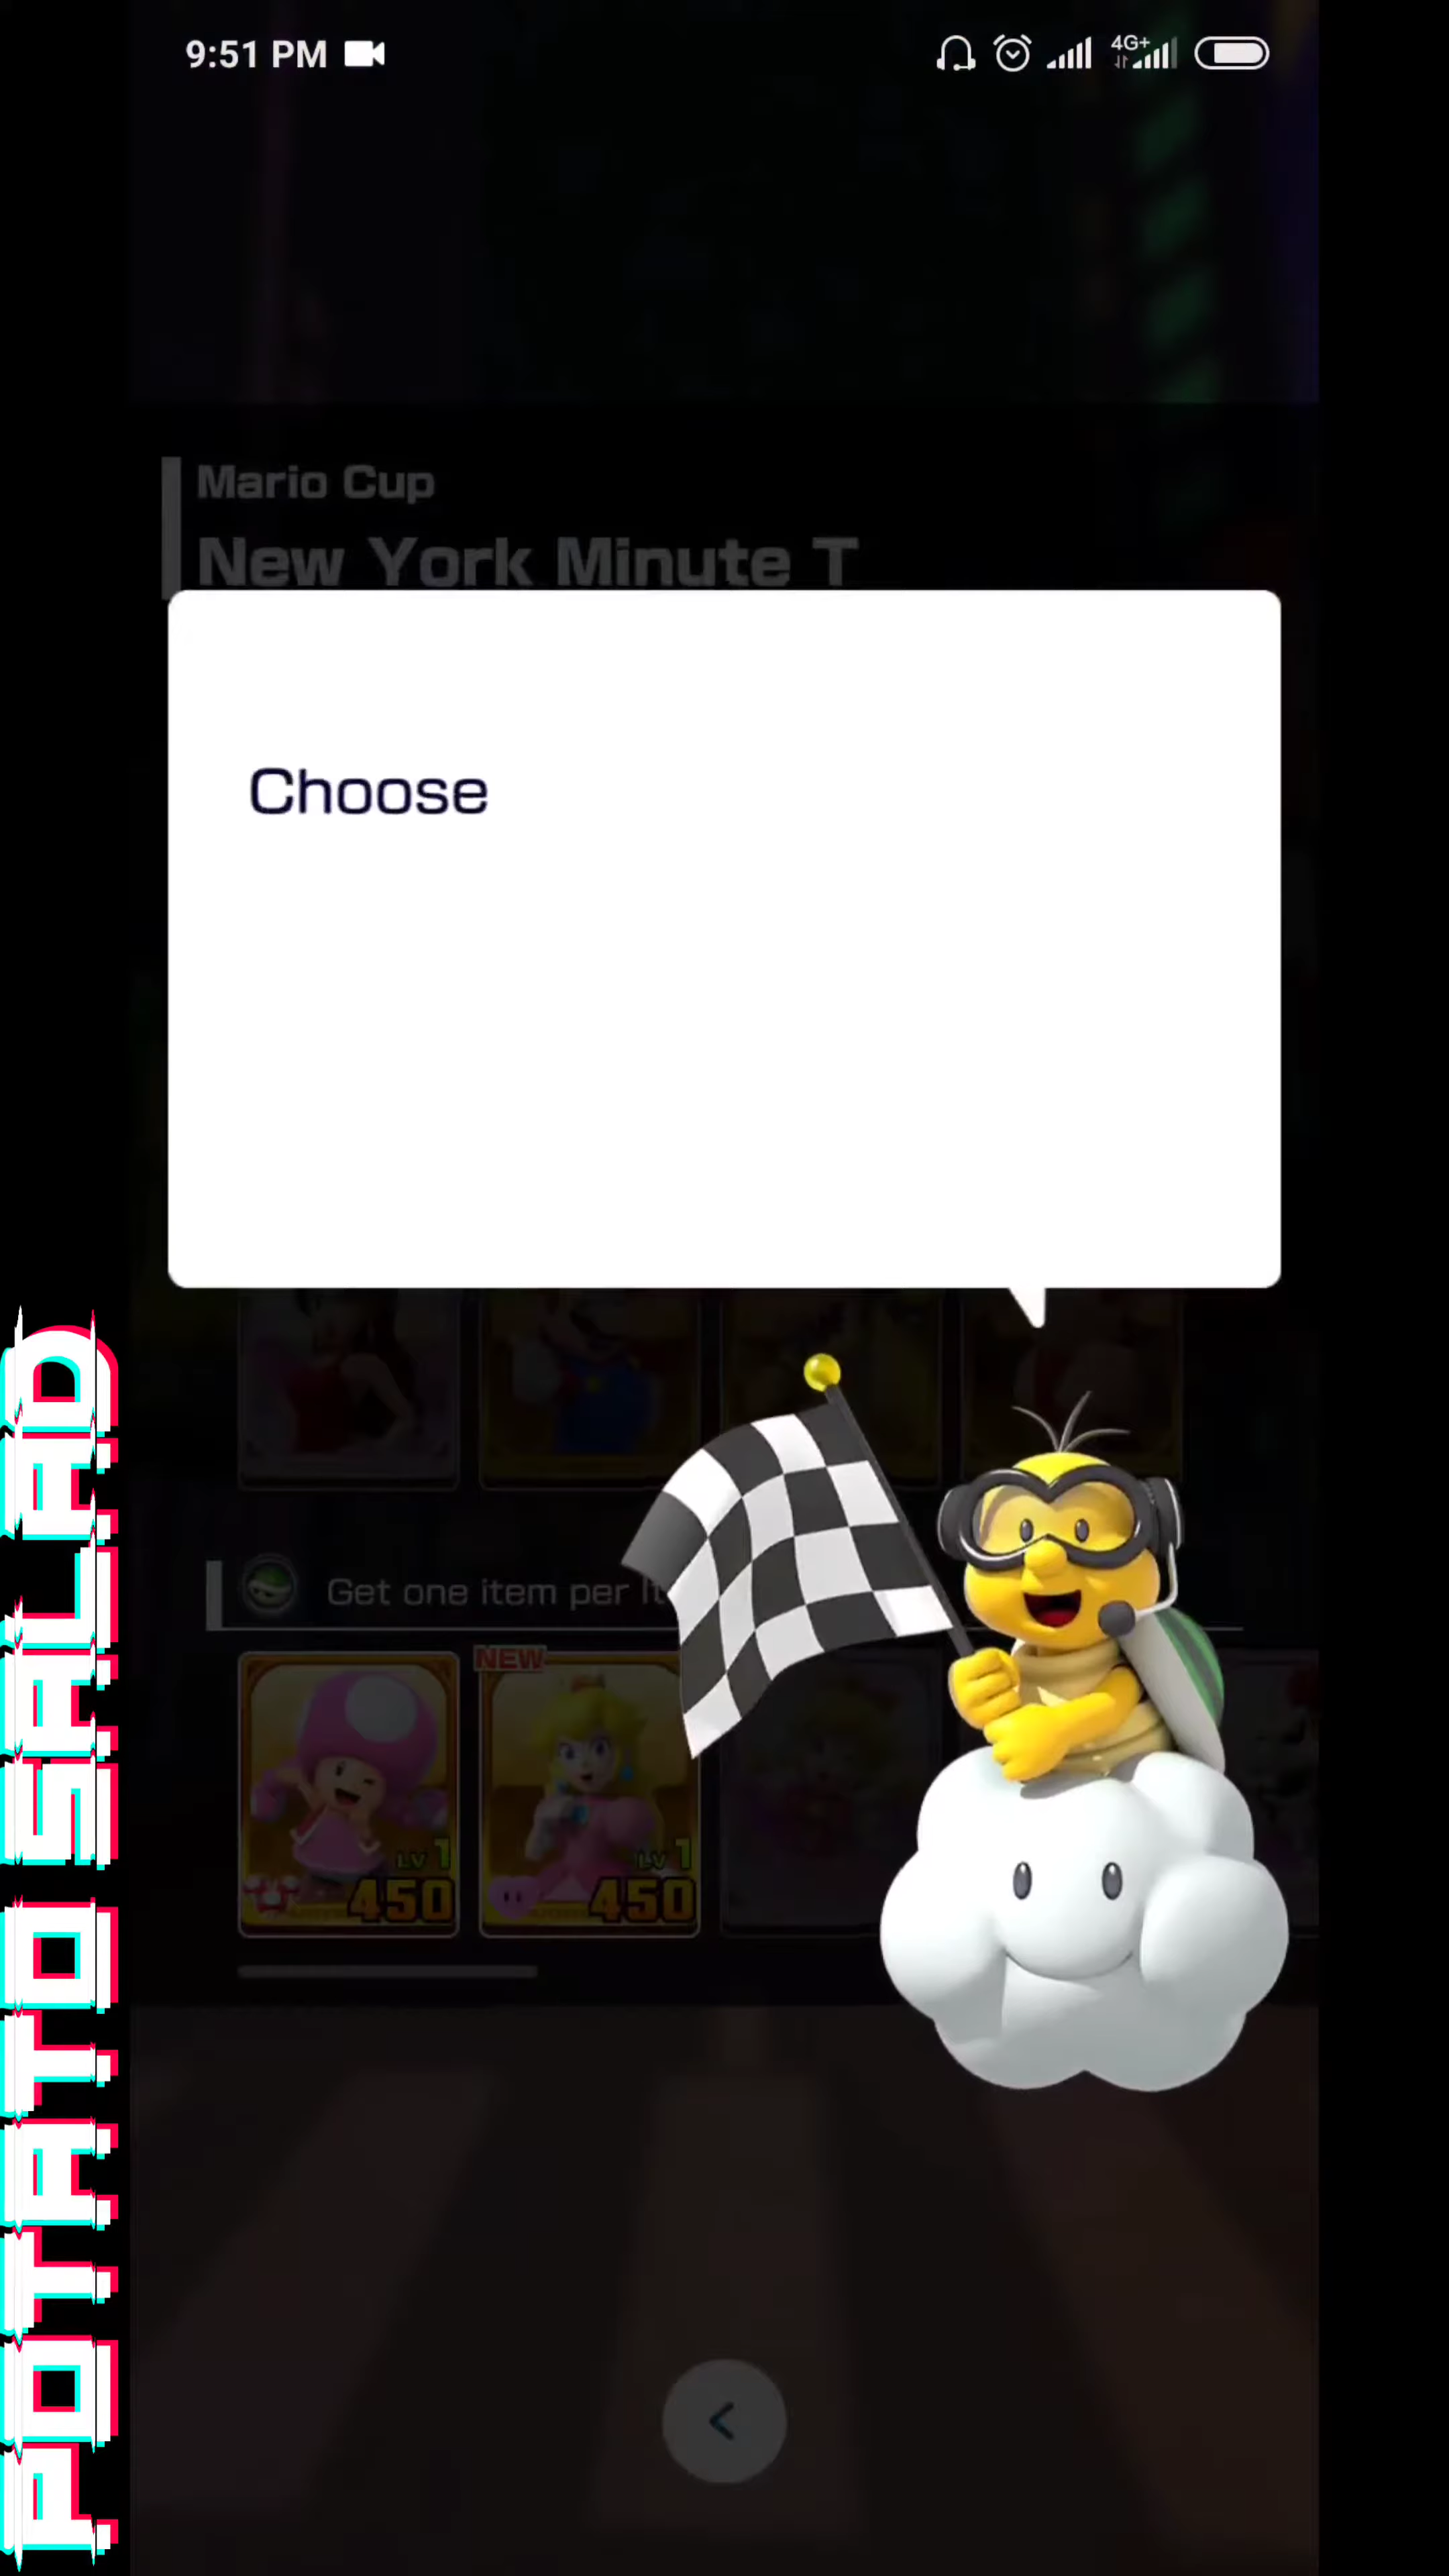 9:51 PM
4G+
Mario Cup
New York Minute T
Choose
Get one item per It
NEW
LV 1
450
LV 1
450
POTATO SALAD